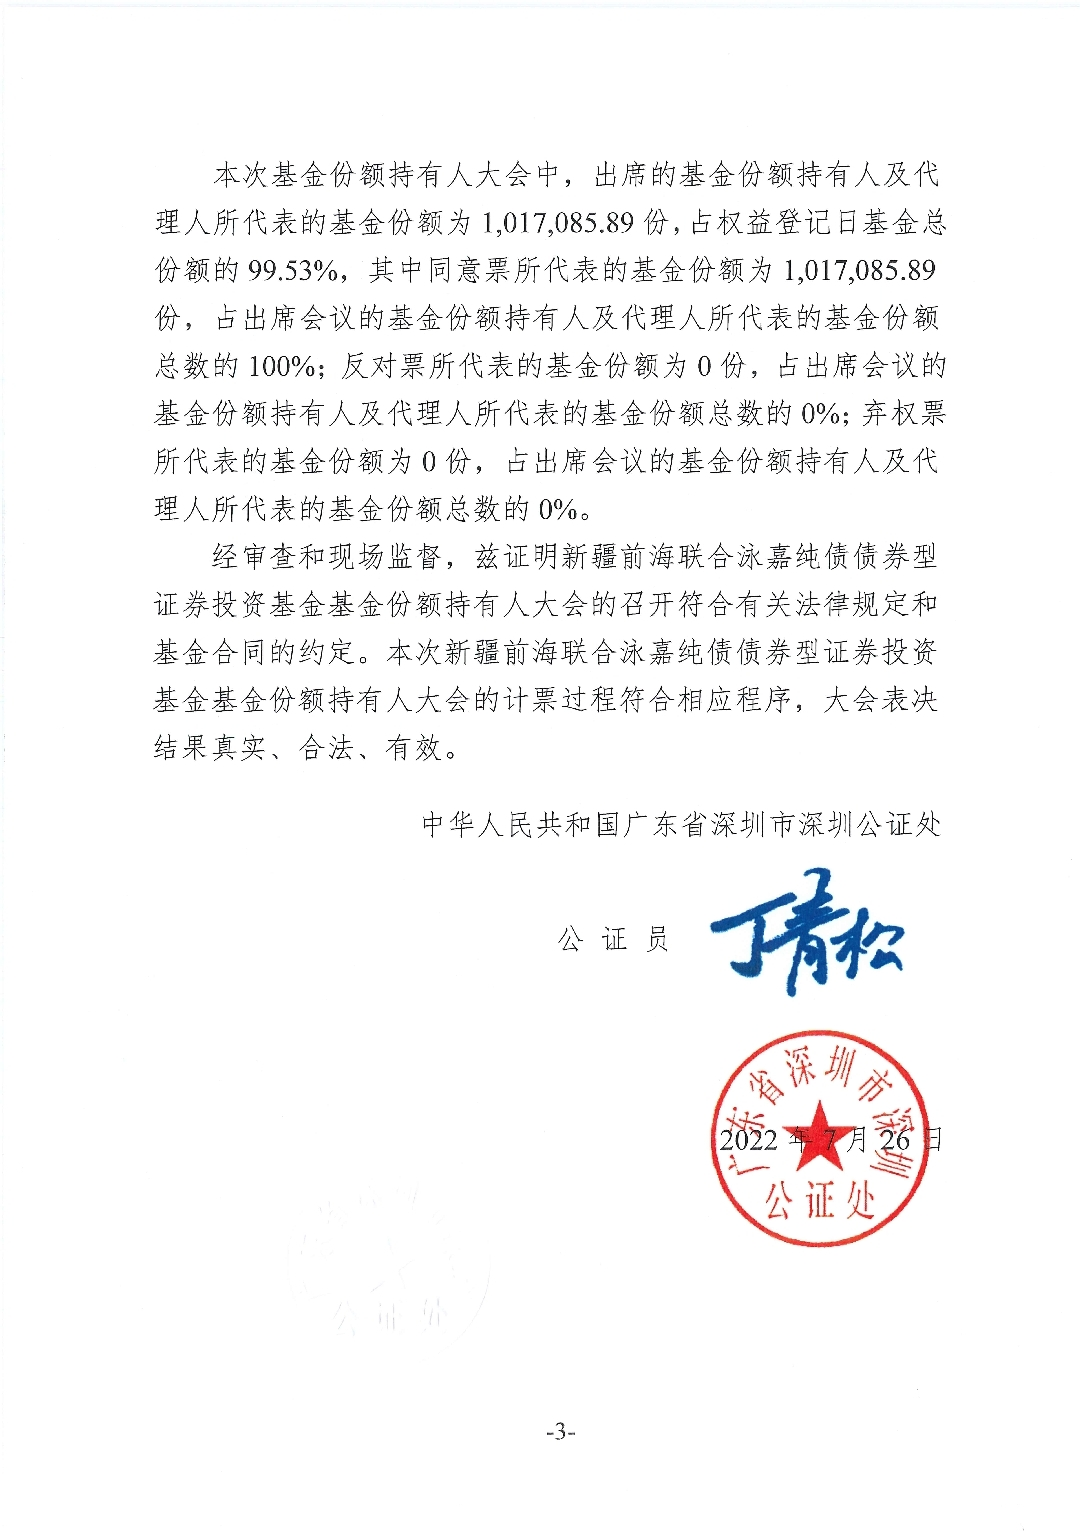 本次基金份额持有人大会中，出席的基金份额持有人及代
理人所代表的基金份额为 1,017,085.89 份，占权益登记日基金总
份额的 99.53%，其中同意票所代表的基金份额为 1,017,085.89
份，占出席会议的基金份额持有人及代理人所代表的基金份额
总数的 100%；反对票所代表的基金份额为 0 份，占出席会议的
基金份额持有人及代理人所代表的基金份额总数的 0%；弃权票
所代表的基金份额为 0 份，占出席会议的基金份额持有人及代
理人所代表的基金份额总数的 0%。
经审查和现场监督，兹证明新疆前海联合泳嘉纯债债券型
证券投资基金基金份额持有人大会的召开符合有关法律规定和
基金合同的约定。本次新疆前海联合泳嘉纯债债券型证券投资
基金基金份额持有人大会的计票过程符合相应程序，大会表决
结果真实、合法、有效。
中华人民共和国广东省深圳市深圳公证处
公 证 员 丁青松
广东省深圳市深圳
2022 年 7 月 26 日
公证处
公证处
-3-